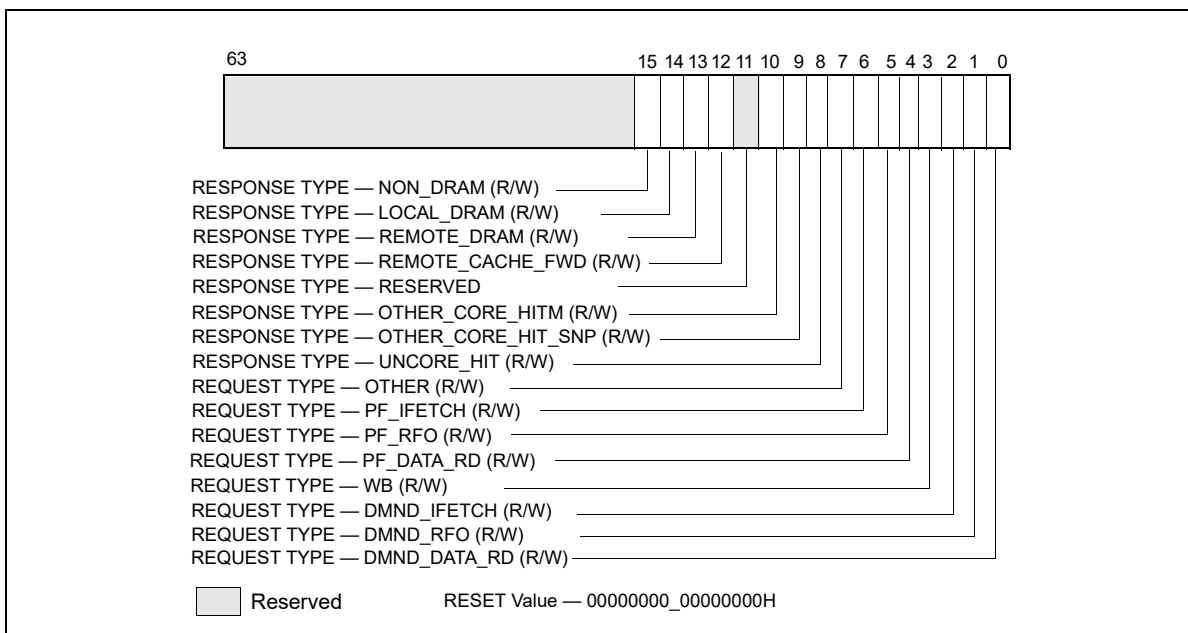 63 15 14 13 12 11 10 9 8 7 6 5 4 3 2 1 0
RESPONSE TYPE — NON_DRAM (R/W)
RESPONSE TYPE — LOCAL_DRAM (R/W)
RESPONSE TYPE — REMOTE_DRAM (R/W)
RESPONSE TYPE — REMOTE_CACHE_FWD (R/W)
RESPONSE TYPE — RESERVED
RESPONSE TYPE — OTHER_CORE_HITM (R/W)
RESPONSE TYPE — OTHER_CORE_HIT_SNP (R/W)
RESPONSE TYPE — UNCORE_HIT (R/W)
REQUEST TYPE — OTHER (R/W)
REQUEST TYPE — PF_IFETCH (R/W)
REQUEST TYPE — PF_RFO (R/W)
REQUEST TYPE — PF_DATA_RD (R/W)
REQUEST TYPE — WB (R/W)
REQUEST TYPE — DMND_IFETCH (R/W)
REQUEST TYPE — DMND_RFO (R/W)
REQUEST TYPE — DMND_DATA_RD (R/W)
Reserved RESET Value — 00000000_00000000H